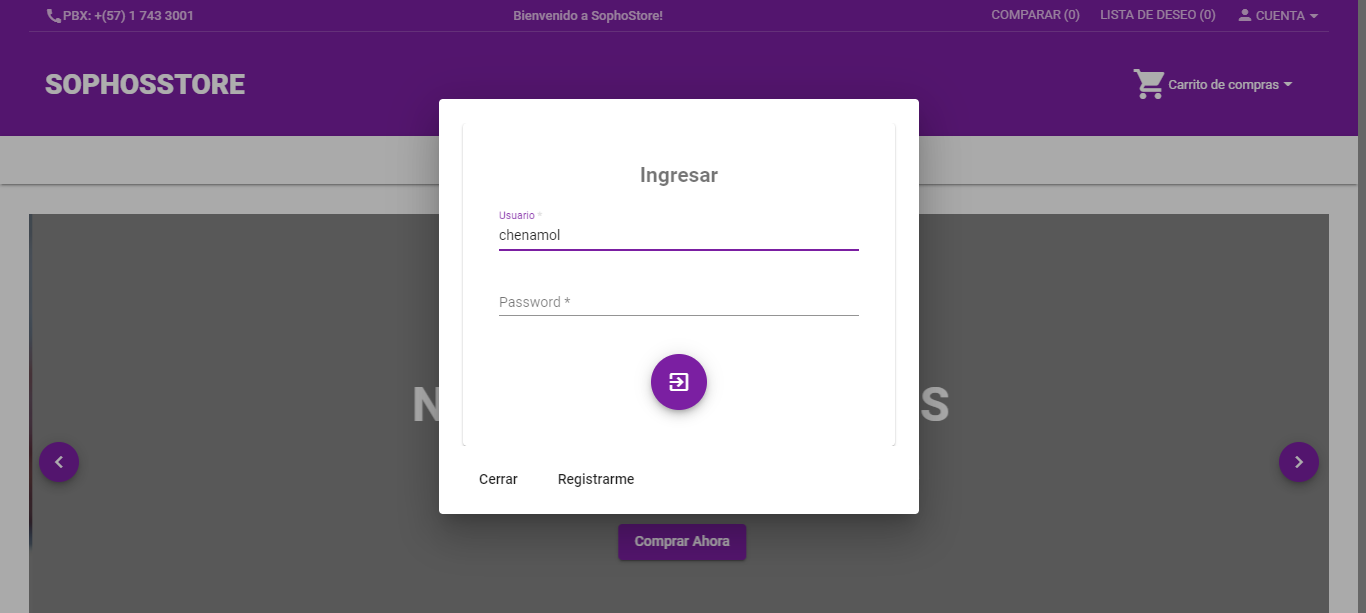 PBX: +(57) 1 743 3001
Bienvenido a SophoStore!
COMPARAR (0)
LISTA DE DESEO (0)
CUENTA
SOPHOSSTORE
Carrito de compras
Ingresar
Usuario *
chenamol
Password *
Cerrar
Registrarme
Comprar Ahora